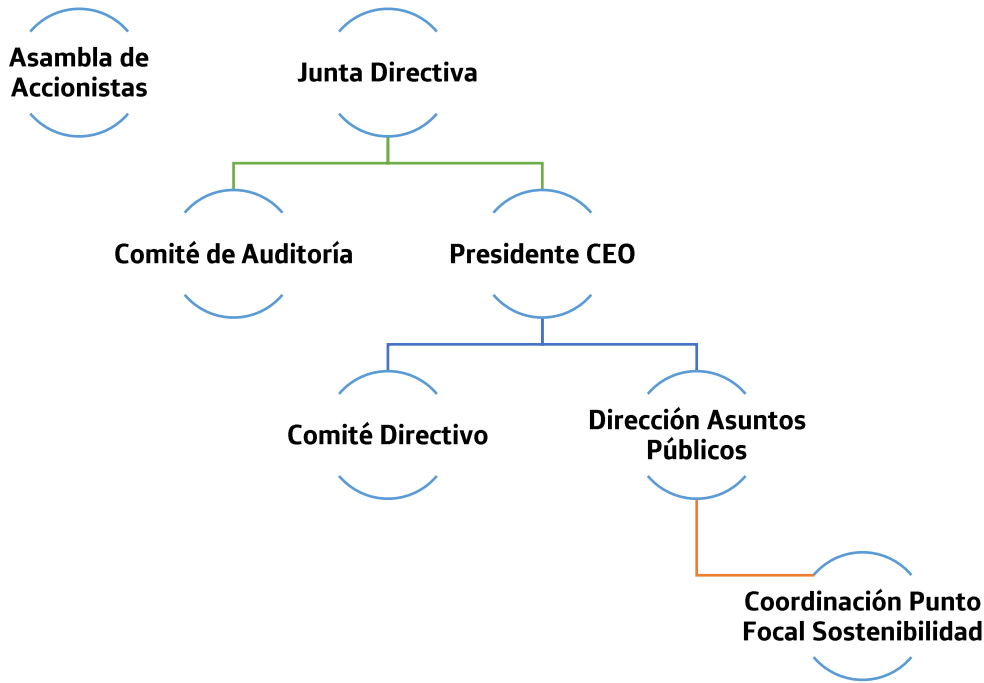 Asambla de
Accionistas
Junta Directiva
Comité de Auditoría
Presidente CEO
Comité Directivo
Dirección Asuntos
Públicos
Coordinación Punto
Focal Sostenibilidad